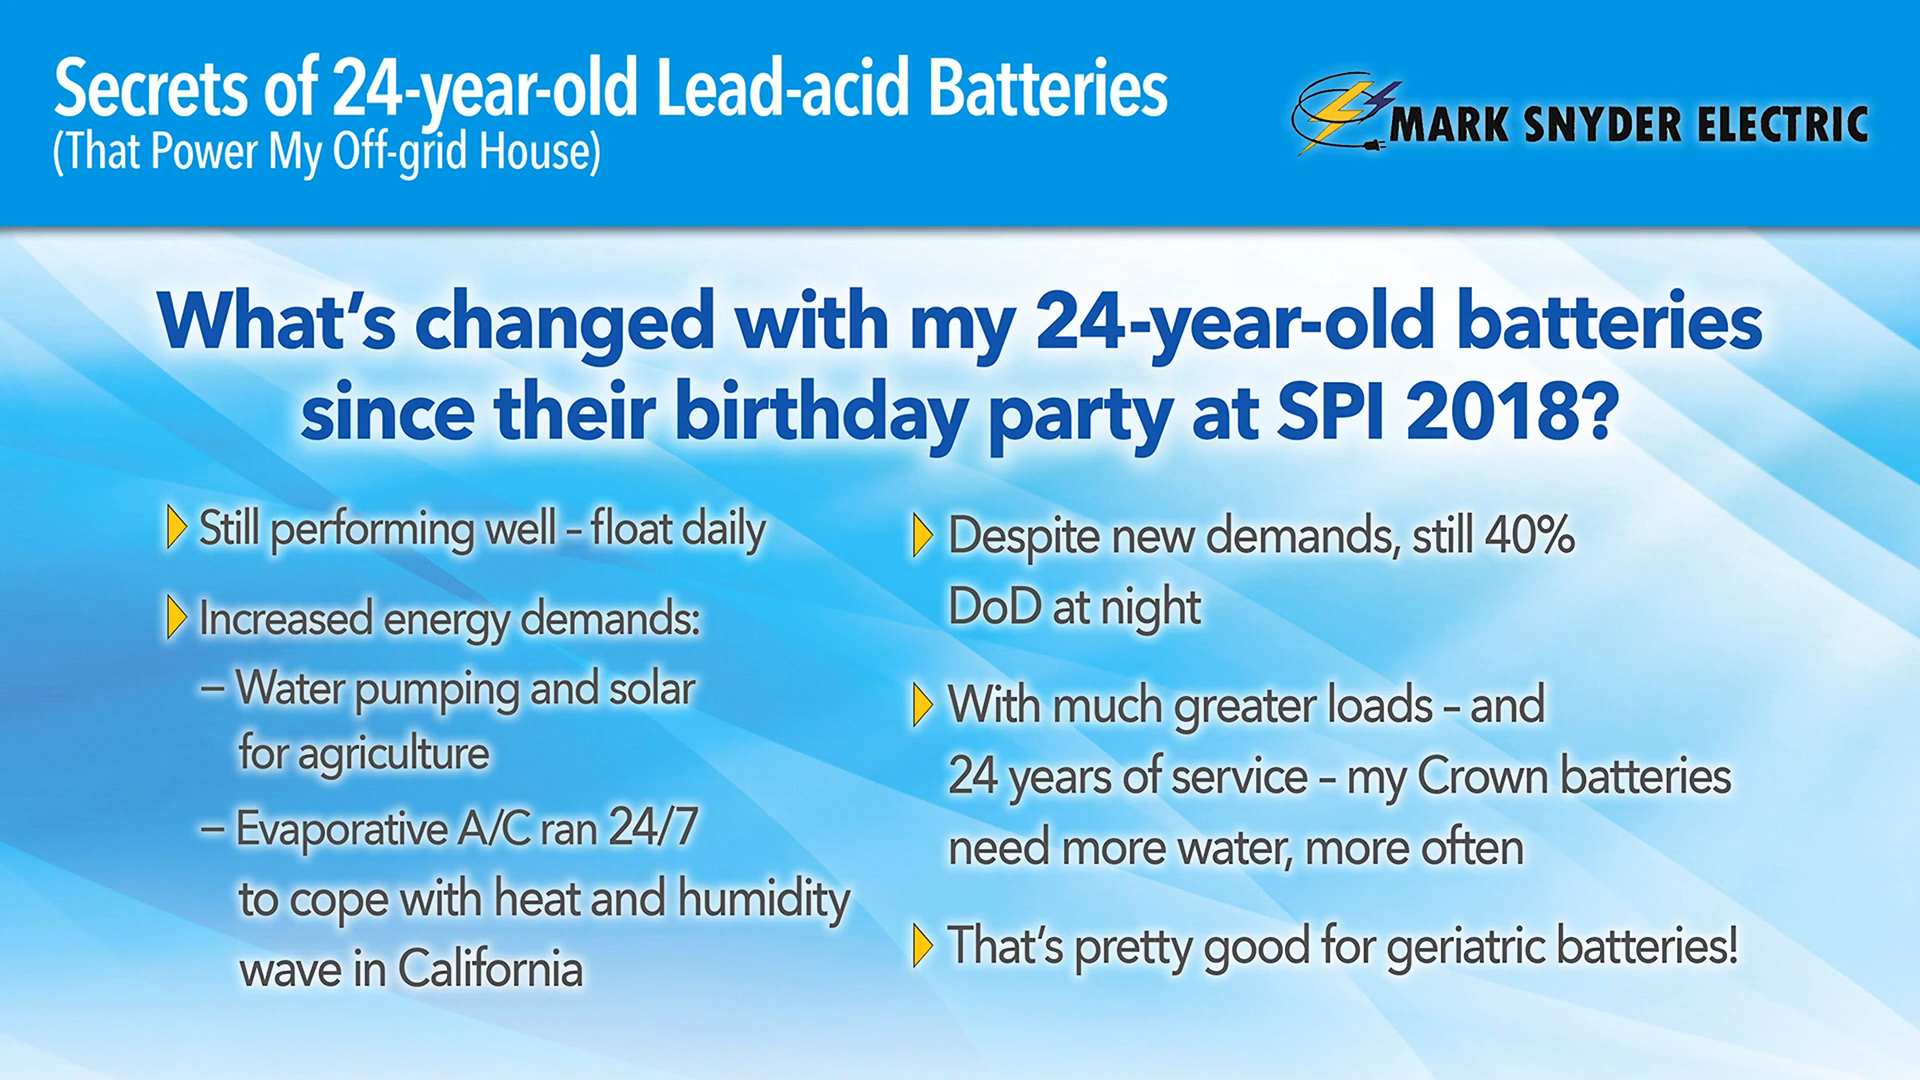 Secrets of 24-year-old Lead-acid Batteries
(That Power My Off-grid House)
MARK SNYDER ELECTRIC
What's changed with my 24-year-old batteries
since their birthday party at SPI 2018?
Still performing well – float daily
Increased energy demands:
– Water pumping and solar
for agriculture
– Evaporative A/C ran 24/7
to cope with heat and humidity
wave in California
Despite new demands, still 40%
DoD at night
With much greater loads – and
24 years of service – my Crown batteries
need more water, more often
That's pretty good for geriatric batteries!